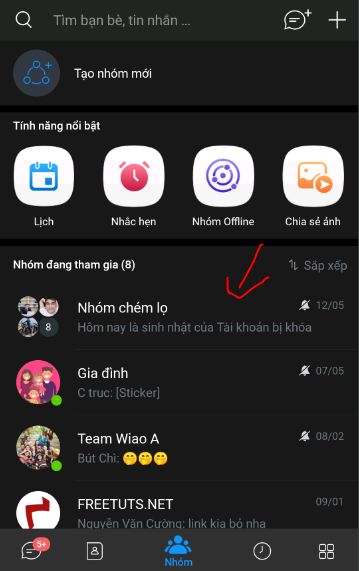 Tìm bạn bè, tin nhắn ...
Tạo nhóm mới
Tính năng nổi bật
Lịch
Nhắc hẹn
Nhóm Offline
Chia sẻ ảnh
Nhóm đang tham gia (8)
Sắp xếp
Nhóm chém lọ
12/05
8
Hôm nay là sinh nhật của Tài khoản bị khóa
Gia đình
07/05
C truc: [Sticker]
Team Wiao A
08/02
Bút Chì: 🤭🤭🤭
FREETUTS.NET
09/01
Nguyễn Văn Cường: link kia bỏ nha
5+
Nhóm